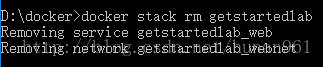 D:\docker>docker stack rm getstartedlab
Removing service getstartedlab_web
Removing network getstartedlab_webnet